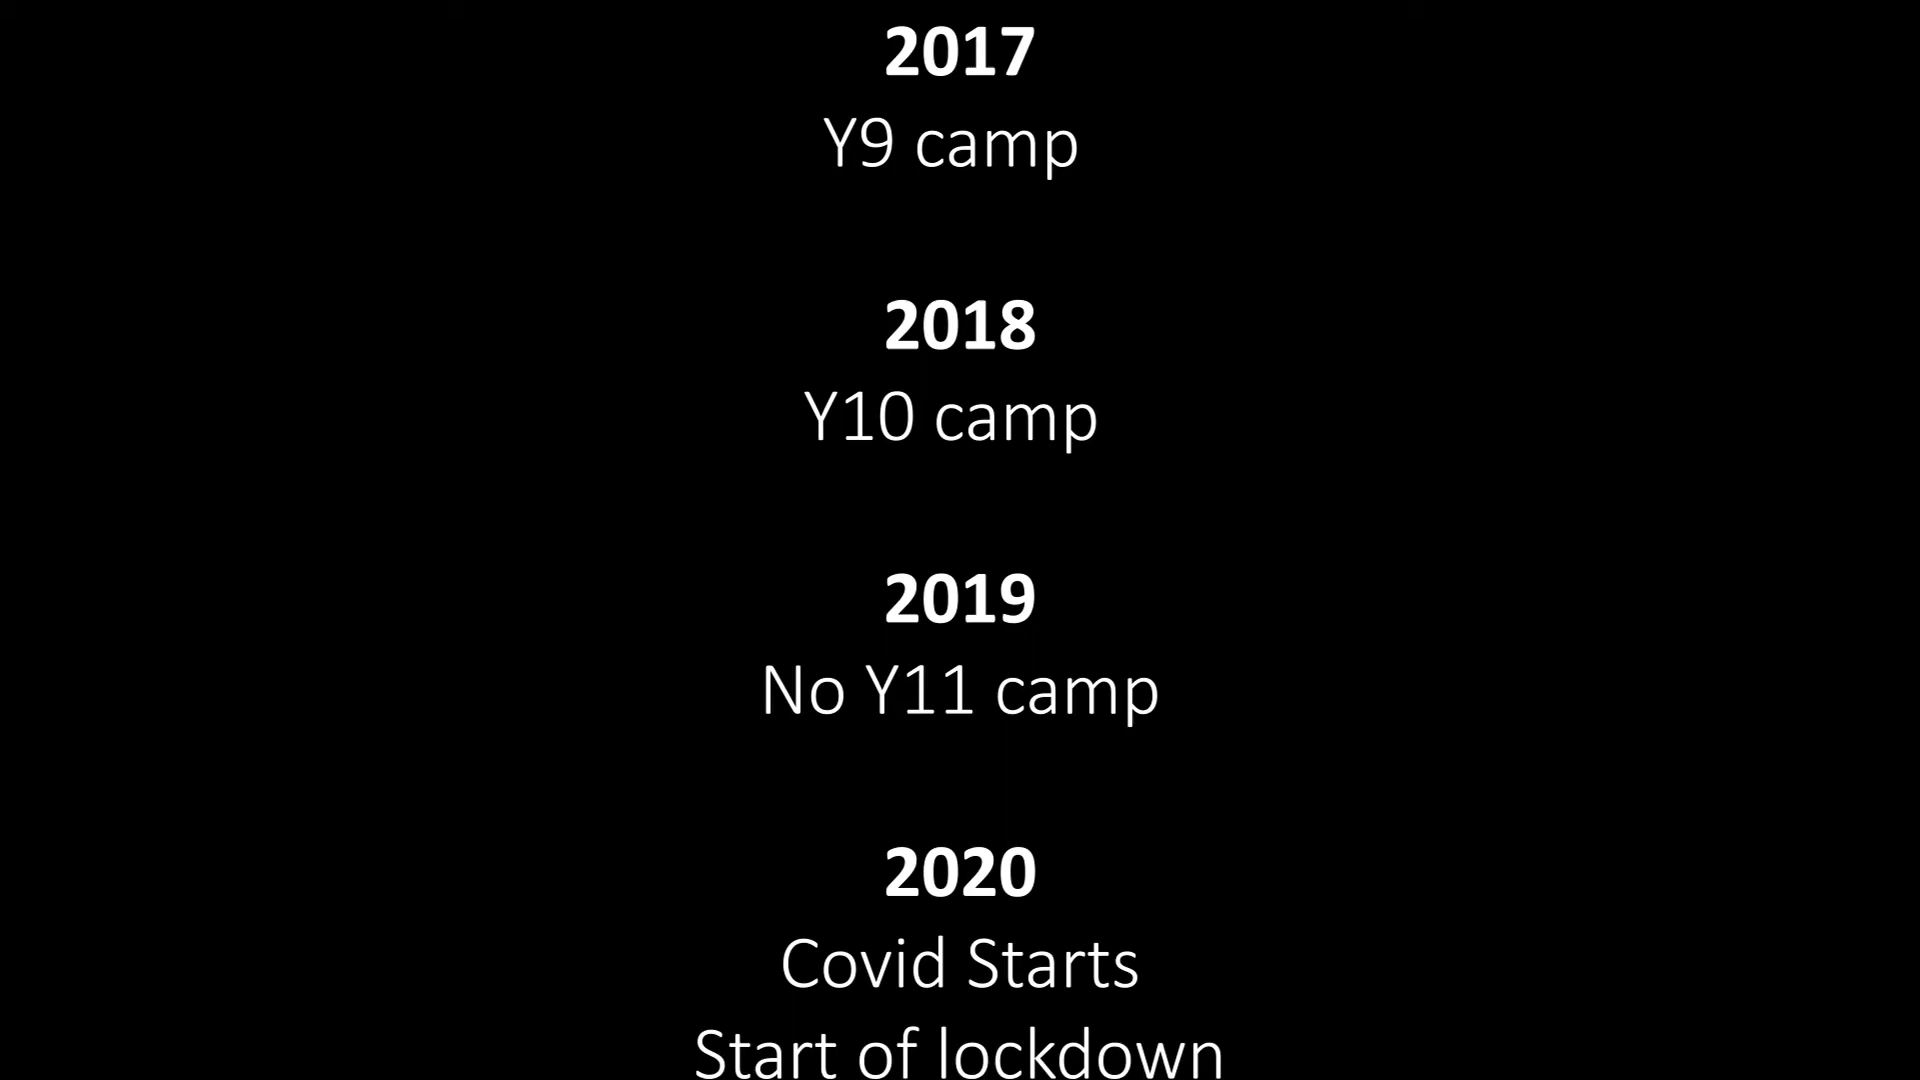 2017
Y9 camp
2018
Y10 camp
2019
No Y11 camp
2020
Covid Starts
Start of lockdown